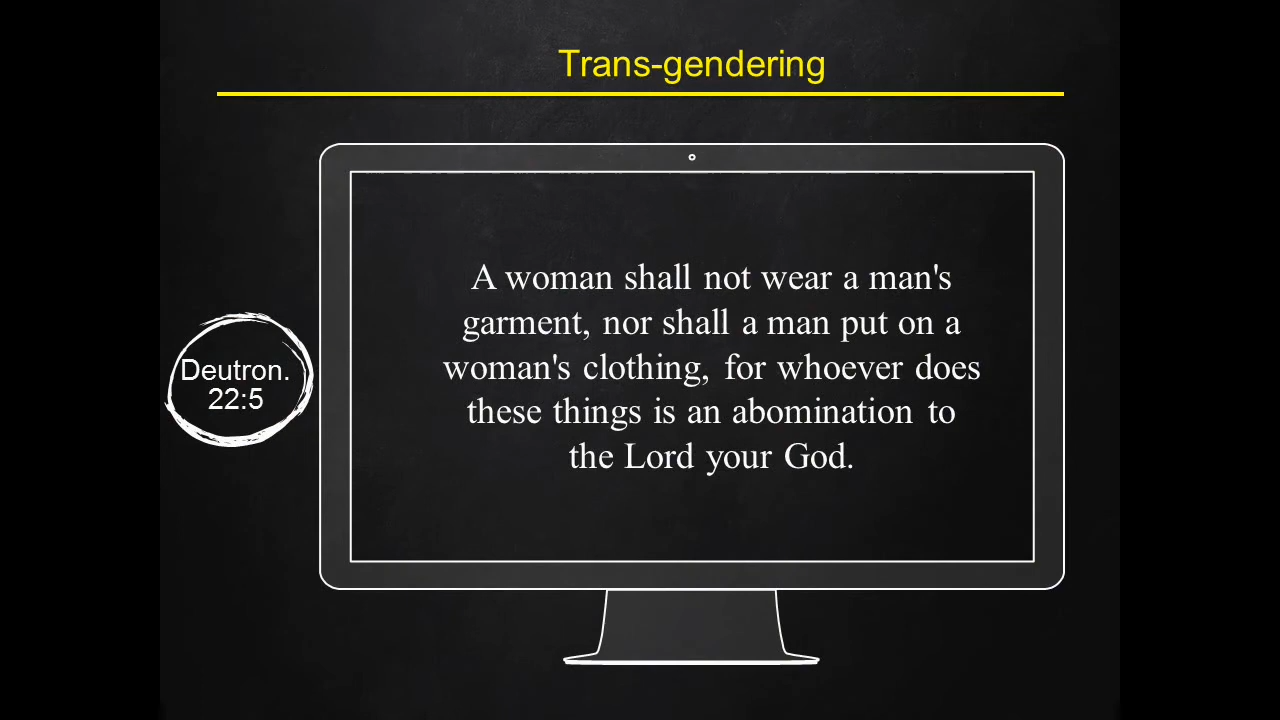 Trans-gendering
A woman shall not wear a man's
garment, nor shall a man put on a
woman's clothing, for whoever does
these things is an abomination to
the Lord your God.
Deutron.
22:5